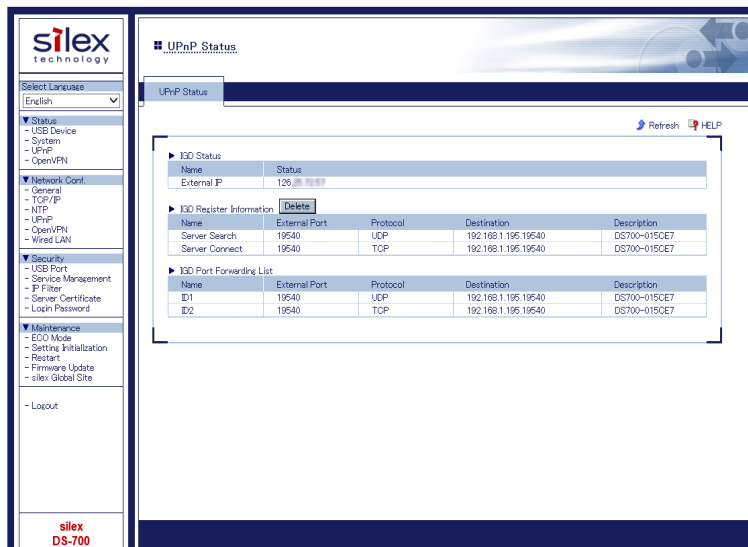 silex
technology
Select Language
English
▼ Status
- USB Device
- System
- UPnP
- OpenVPN
▼ Network Conf.
- General
- TCP/IP
- NTP
- UPnP
- OpenVPN
- Wired LAN
▼ Security
- USB Port
- Service Management
- IP Filter
- Server Certificate
- Login Password
▼ Maintenance
- ECO Mode
- Setting Initialization
- Restart
- Firmware Update
- silex Global Site
- Logout
silex
DS-700
UPnP Status
UPnP Status
Refresh HELP
IGD Status
Name Status
External IP 126.
IGD Register Information Delete
Name External Port Protocol Destination Description
Server Search 19540 UDP 192.168.1.195.19540 DS700-015CE7
Server Connect 19540 TCP 192.168.1.195.19540 DS700-015CE7
IGD Port Forwarding List
Name External Port Protocol Destination Description
ID1 19540 UDP 192.168.1.195.19540 DS700-015CE7
ID2 19540 TCP 192.168.1.195.19540 DS700-015CE7